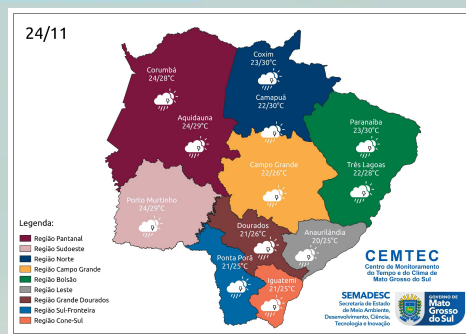 24/11
Corumbá
24/28°C
Coxim
23/30°C
Camapuã
22/30°C
Aquidauna
24/29°C
Paranaíba
23/30°C
Três Lagoas
22/28°C
Campo Grande
22/26°C
Porto Murtinho
24/29°C
Dourados
21/26°C
Anaurilândia
20/25°C
Ponta Porã
21/25°C
Iguatemi
21/25°C
Legenda:
Região Pantanal
Região Sudoeste
Região Norte
Região Campo Grande
Região Bolsão
Região Leste
Região Grande Dourados
Região Sul-Fronteira
Região Cone-Sul
CEMTEC
Centro de Monitoramento
do Tempo e do Clima de
Mato Grosso do Sul
SEMADESC
Secretaria de Estado
de Meio Ambiente,
Desenvolvimento, Ciência,
Tecnologia e Inovação
GOVERNO DE
Mato
Grosso
do Sul